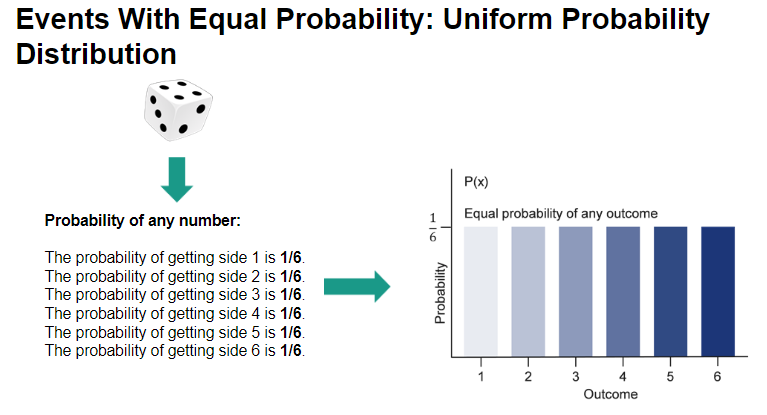 Events With Equal Probability: Uniform Probability
Distribution
Probability of any number:
The probability of getting side 1 is 1/6.
The probability of getting side 2 is 1/6.
The probability of getting side 3 is 1/6.
The probability of getting side 4 is 1/6.
The probability of getting side 5 is 1/6.
The probability of getting side 6 is 1/6.
P(x)
Equal probability of any outcome
1
6
Probability
1 2 3 4 5 6
Outcome